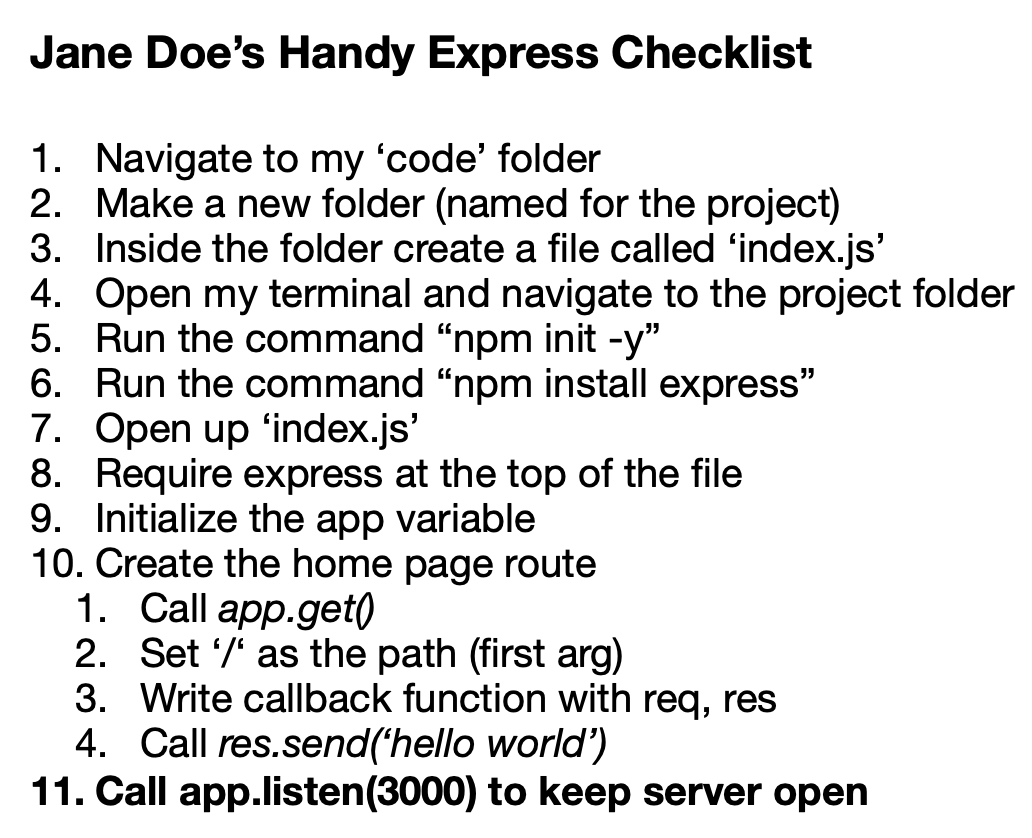 Jane Doe’s Handy Express Checklist
1. Navigate to my ‘code’ folder
2. Make a new folder (named for the project)
3. Inside the folder create a file called ‘index.js’
4. Open my terminal and navigate to the project folder
5. Run the command “npm init -y”
6. Run the command “npm install express”
7. Open up ‘index.js’
8. Require express at the top of the file
9. Initialize the app variable
10. Create the home page route
1. Call app.get()
2. Set ‘/‘ as the path (first arg)
3. Write callback function with req, res
4. Call res.send(‘hello world’)
11. Call app.listen(3000) to keep server open